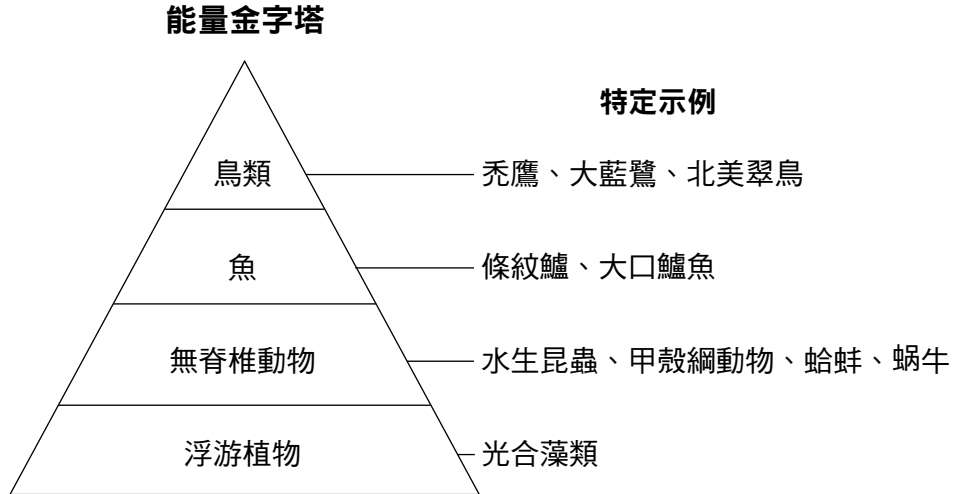 能量金字塔
特定示例
鳥類
禿鷹、大藍鷺、北美翠鳥
魚
條紋鱸、大口鱸魚
無脊椎動物
水生昆蟲、甲殼綱動物、蛤蚌、蜗牛
浮游植物
光合藻類